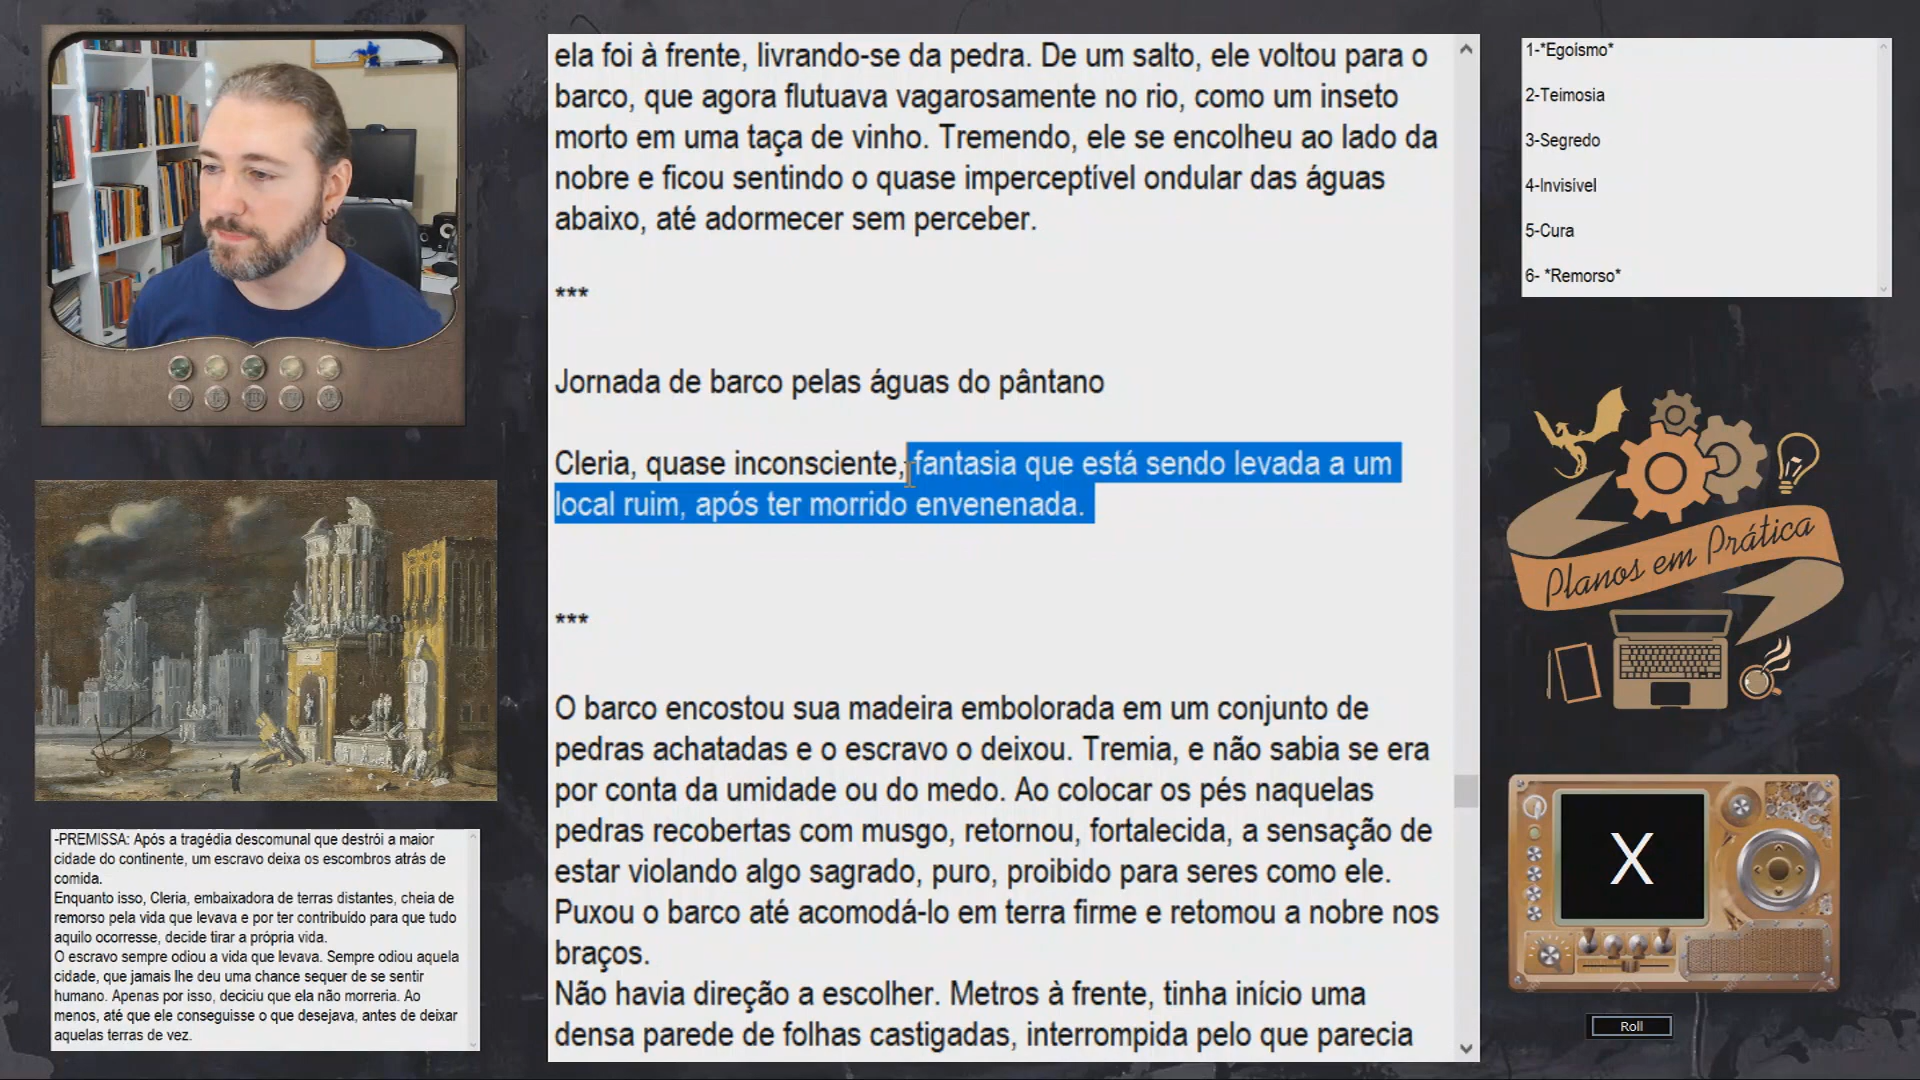 ela foi à frente, livrando-se da pedra. De um salto, ele voltou para o
barco, que agora flutuava vagarosamente no rio, como um inseto
morto em uma taça de vinho. Tremendo, ele se encolheu ao lado da
nobre e ficou sentindo o quase imperceptível ondular das águas
abaixo, até adormecer sem perceber.
***
Jornada de barco pelas águas do pântano
Cleria, quase inconsciente, fantasia que está sendo levada a um
local ruim, após ter morrido envenenada.
***
O barco encostou sua madeira embolorada em um conjunto de
pedras achatadas e o escravo o deixou. Tremia, e não sabia se era
por conta da umidade ou do medo. Ao colocar os pés naquelas
pedras recobertas com musgo, retornou, fortalecida, a sensação de
estar violando algo sagrado, puro, proibido para seres como ele.
Puxou o barco até acomodá-lo em terra firme e retomou a nobre nos
braços.
Não havia direção a escolher. Metros à frente, tinha início uma
densa parede de folhas castigadas, interrompida pelo que parecia
1-*Egoismo*
2-Teimosia
3-Segredo
4-Invisível
5-Cura
6- *Remorso*
Planos em Prática
X
Roll
-PREMISSA: Após a tragédia descomunal que destrói a maior
cidade do continente, um escravo deixa os escombros atrás de
comida.
Enquanto isso, Cleria, embaixadora de terras distantes, cheia de
remorso pela vida que levava e por ter contribuído para que tudo
aquilo ocorresse, decide tirar a própria vida.
O escravo sempre odiou a vida que levava. Sempre odiou aquela
cidade, que jamais lhe deu uma chance sequer de se sentir
humano. Apenas por isso, deciciu que ela não morreria. Ao
menos, até que ele conseguisse o que desejava, antes de deixar
aquelas terras de vez.